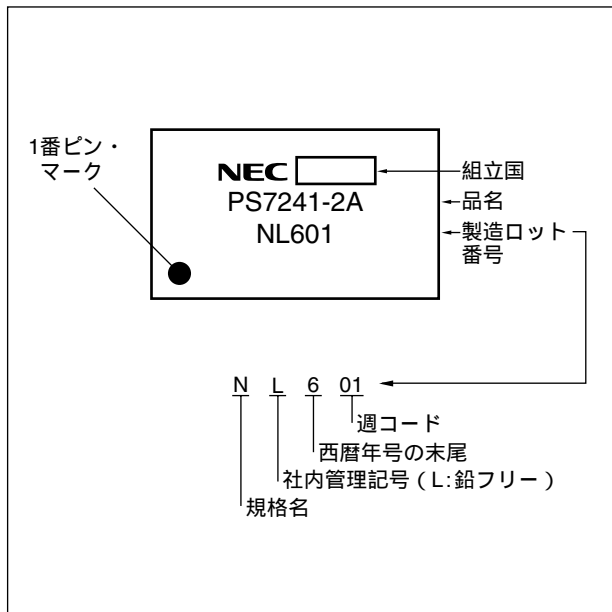 1番ピン・
マーク
NEC
組立国
PS7241-2A
品名
NL601
製造ロット
番号
N L 6 01
週コード
西暦年号の末尾
社内管理記号（L:鉛フリー）
規格名